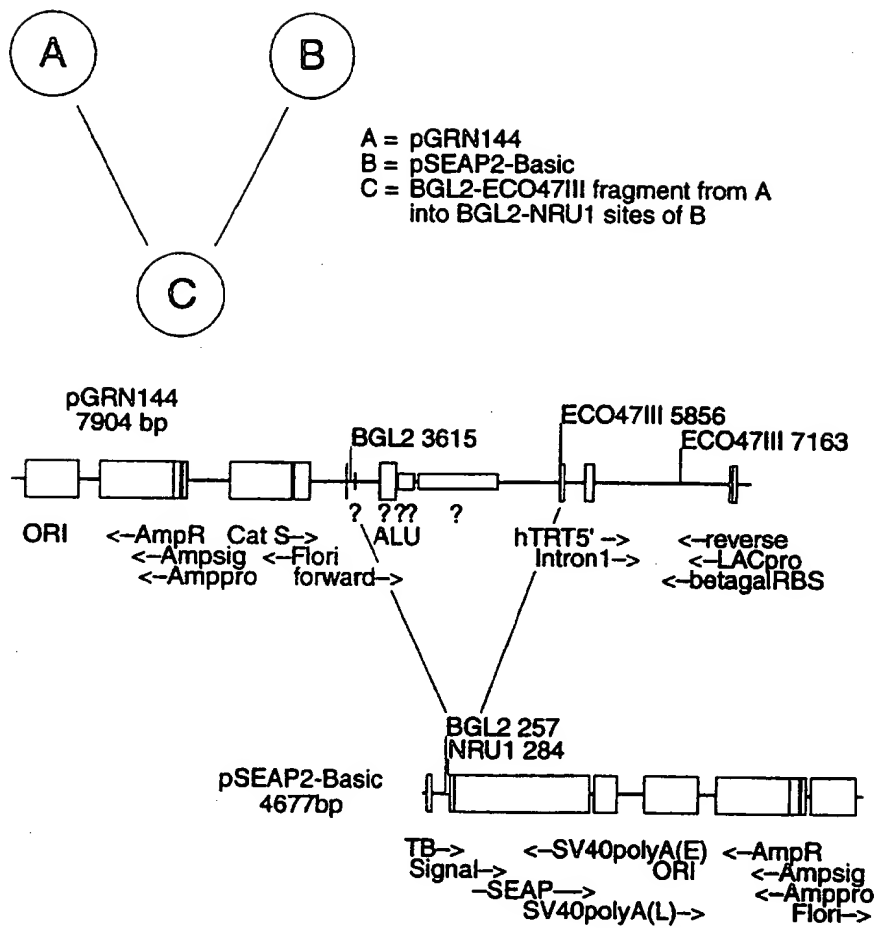 A
B
A = pGRN144
B = pSEAP2-Basic
C = BGL2-ECO47III fragment from A
into BGL2-NRU1 sites of B
C
pGRN144
7904 bp
BGL2 3615
ECO47III 5856
ECO47III 7163
? ? ?? ?
ORI <-AmpR Cat S-> ALU hTRT5' -> <-reverse
<-Ampsig <-Flori Intron1-> <-LACpro
<-Amppro forward-> <-betagalRBS
BGL2 257
NRU1 284
pSEAP2-Basic
4677bp
TB-> <-SV40polyA(E) <-AmpR
Signal-> ORI <-Ampsig
-SEAP-> <-Amppro
SV40polyA(L)-> Flori->